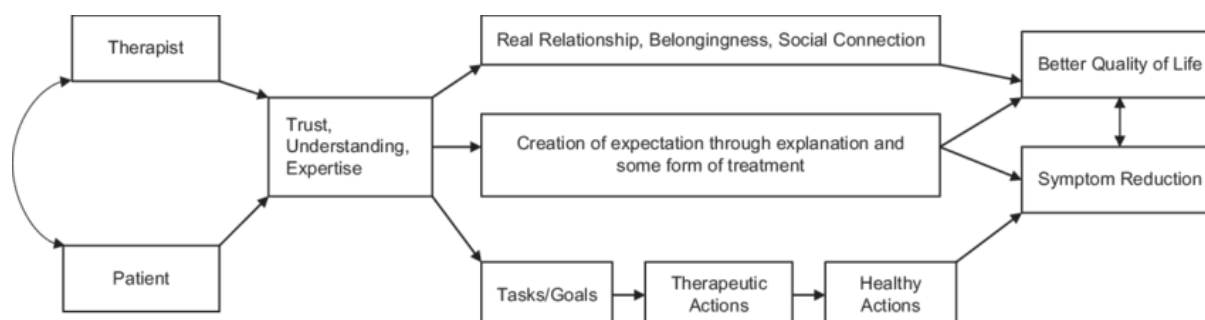 Therapist
Real Relationship, Belongingness, Social Connection
Better Quality of Life
Trust,
Understanding,
Expertise
Creation of expectation through explanation and
some form of treatment
Symptom Reduction
Patient
Tasks/Goals
Therapeutic
Actions
Healthy
Actions